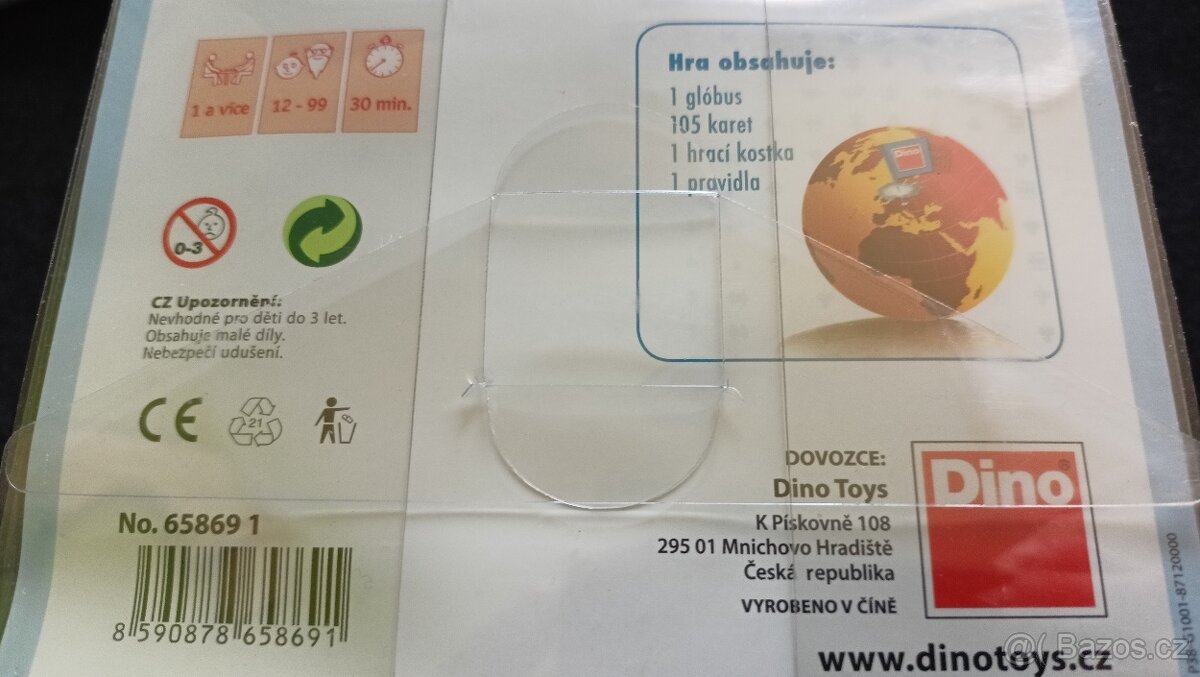 1 a více
12 - 99
30 min.
Hra obsahuje:
1 glóbus
105 karet
1 hrací kostka
1 pravidla
Dino
0-3
CZ Upozornění:
Nevhodné pro děti do 3 let.
Obsahuje malé díly.
Nebezpečí udušení.
CE
21
No. 65869 1
8 590878 658691
DOVOZCE:
Dino Toys
K Pískovně 108
295 01 Mnichovo Hradiště
Česká republika
VYROBENO V ČÍNĚ
Dino®
www.dinotoys.cz
G1001-87120000
Bazos.cz